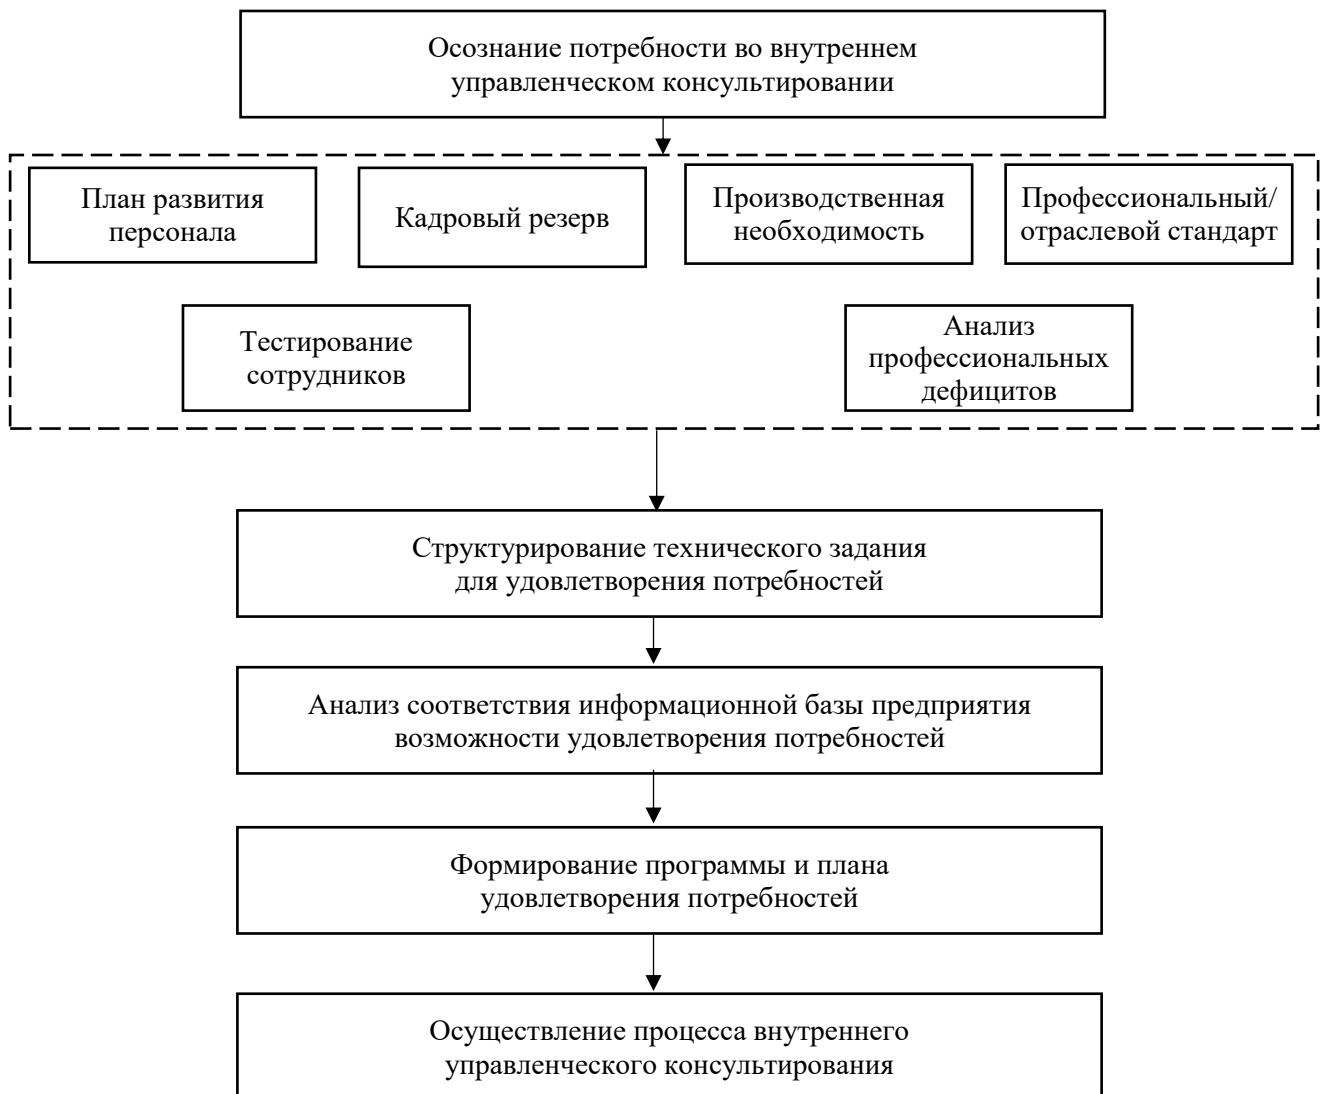 Осознание потребности во внутреннем
управленческом консультировании
План развития
персонала
Кадровый резерв
Производственная
необходимость
Профессиональный/
отраслевой стандарт
Тестирование
сотрудников
Анализ
профессиональных
дефицитов
Структурирование технического задания
для удовлетворения потребностей
Анализ соответствия информационной базы предприятия
возможности удовлетворения потребностей
Формирование программы и плана
удовлетворения потребностей
Осуществление процесса внутреннего
управленческого консультирования